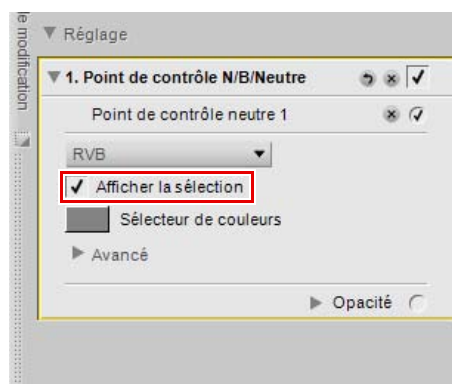 le modification
Réglage
1. Point de contrôle N/B/Neutre
Point de contrôle neutre 1
RVB
Afficher la sélection
Sélecteur de couleurs
Avancé
Opacité